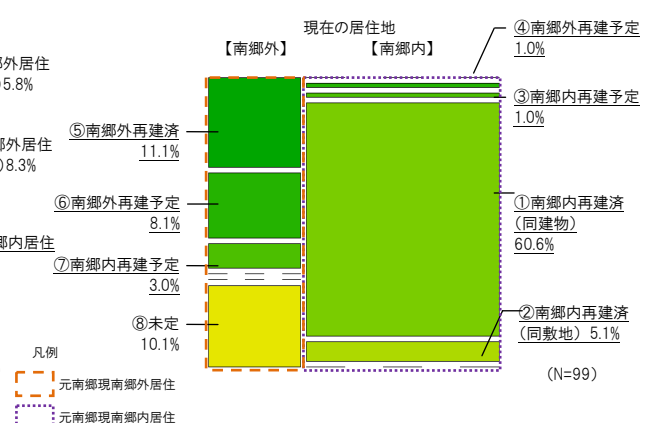 現在の居住地
【南郷外】 【南郷内】
④南郷外再建予定
1.0%
外居住
5.8%
③南郷内再建予定
1.0%
⑤南郷外再建済
11.1%
外居住
8.3%
⑥南郷外再建予定
8.1%
①南郷内再建済
(同建物)
60.6%
内居住
⑦南郷内再建予定
3.0%
②南郷内再建済
(同敷地) 5.1%
⑧未定
10.1%
(N=99)
凡例
元南郷現南郷外居住
元南郷現南郷内居住